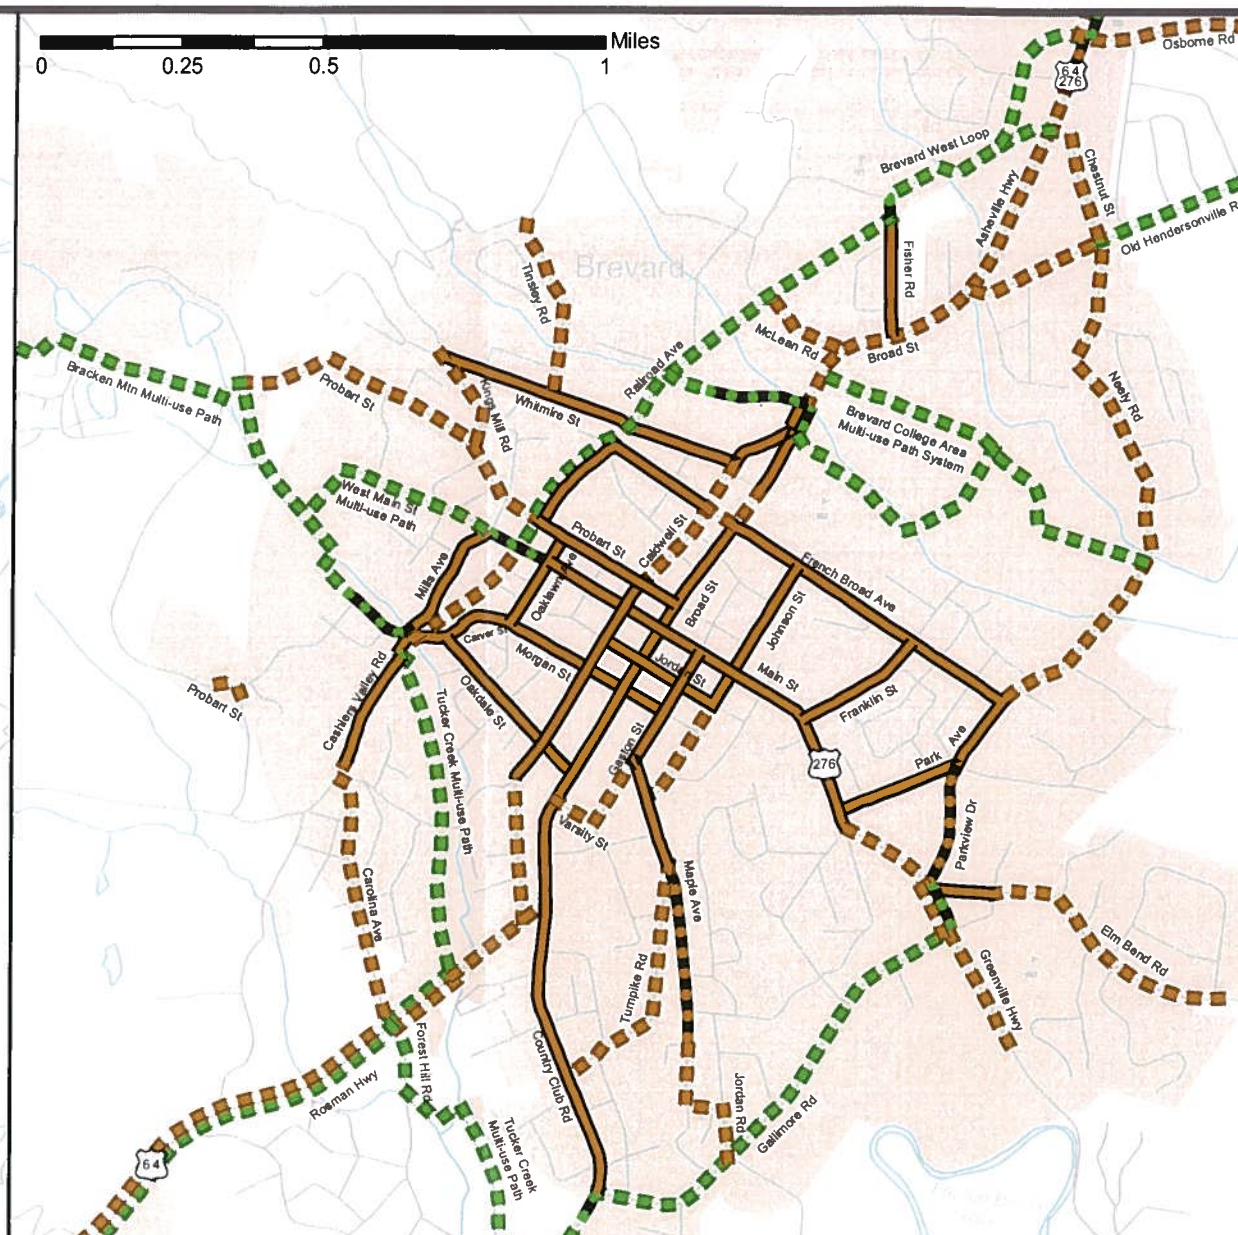 Miles
0 0.25 0.5 1
Osborne Rd
64
276
Brevard West Loop
Chestnut St
Asheville Hwy
Old Hendersonville R
Fisher Rd
Brevard
Tinsley Rd
McLean Rd
Broad St
Railroad Ave
Bracken Mtn Multi-use Path
Probart St
Kings Mill Rd
Whitmire St
Neely Rd
Brevard College Area
Multi-use Path System
West Main St
Multi-use Path
Probart St
Caldwell St
French Broad Ave
Mills Ave
Oaklawn Ave
Broad St
Johnson St
Carver St
Morgan St
Jordan St
Main St
Franklin St
Probart St
Cashiers Valley Rd
Oakdale St
Tucker Creek Multi-use Path
Gaston St
276
Park Ave
Varsity St
Parkview Dr
Carolina Ave
Maple Ave
Elm Bend Rd
Turnpike Rd
Greenville Hwy
Forest Hill Rd
Country Club Rd
Rosman Hwy
Jordan Rd
Gallimore Rd
Tucker Creek
Multi-use Path
64